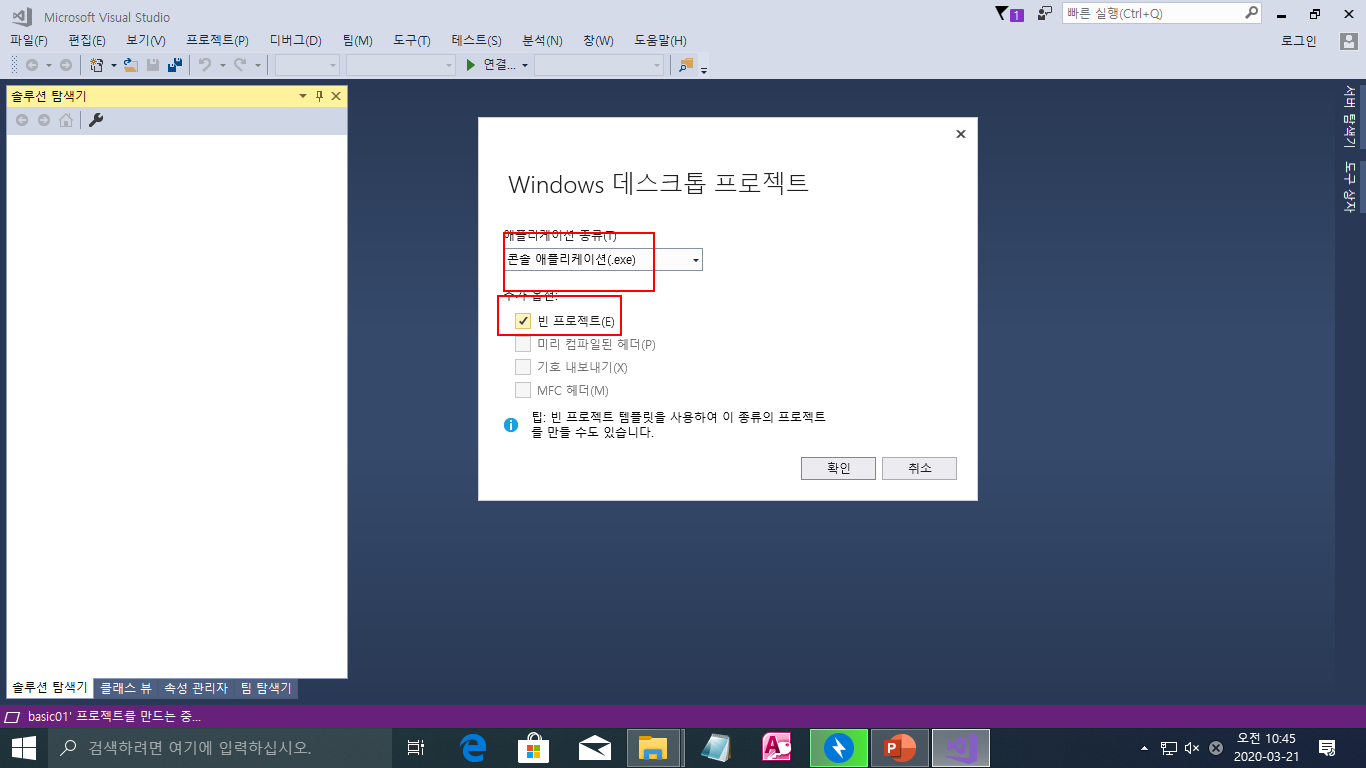 Microsoft Visual Studio
1
빠른 실행(Ctrl+Q)
파일(F) 편집(E) 보기(V) 프로젝트(P) 디버그(D) 팀(M) 도구(T) 테스트(S) 분석(N) 창(W) 도움말(H)
로그인
연결...
솔루션 탐색기
서버 탐색기
도구 상자
Windows 데스크톱 프로젝트
애플리케이션 종류(T)
콘솔 애플리케이션(.exe)
추가 옵션:
빈 프로젝트(E)
미리 컴파일된 헤더(P)
기호 내보내기(X)
MFC 헤더(M)
팁: 빈 프로젝트 템플릿을 사용하여 이 종류의 프로젝트
를 만들 수도 있습니다.
확인 취소
솔루션 탐색기 클래스 뷰 속성 관리자 팀 탐색기
basic01' 프로젝트를 만드는 중...
검색하려면 여기에 입력하십시오.
오전 10:45
2020-03-21